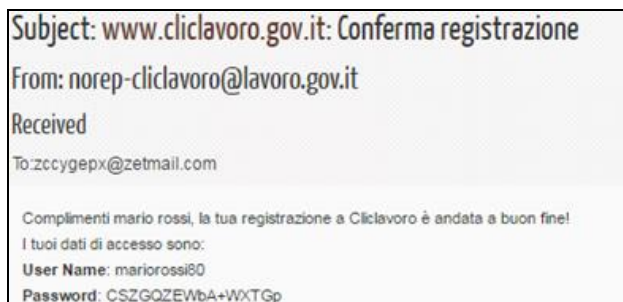 Subject: www.cliclavoro.gov.it: Conferma registrazione
From: norep-cliclavoro@lavoro.gov.it
Received
To:zccygepx@zetmail.com
Complimenti mario rossi, la tua registrazione a Cliclavoro è andata a buon fine!
I tuoi dati di accesso sono:
User Name: mariorossi80
Password: CSZGQZEWbA+WXTGp